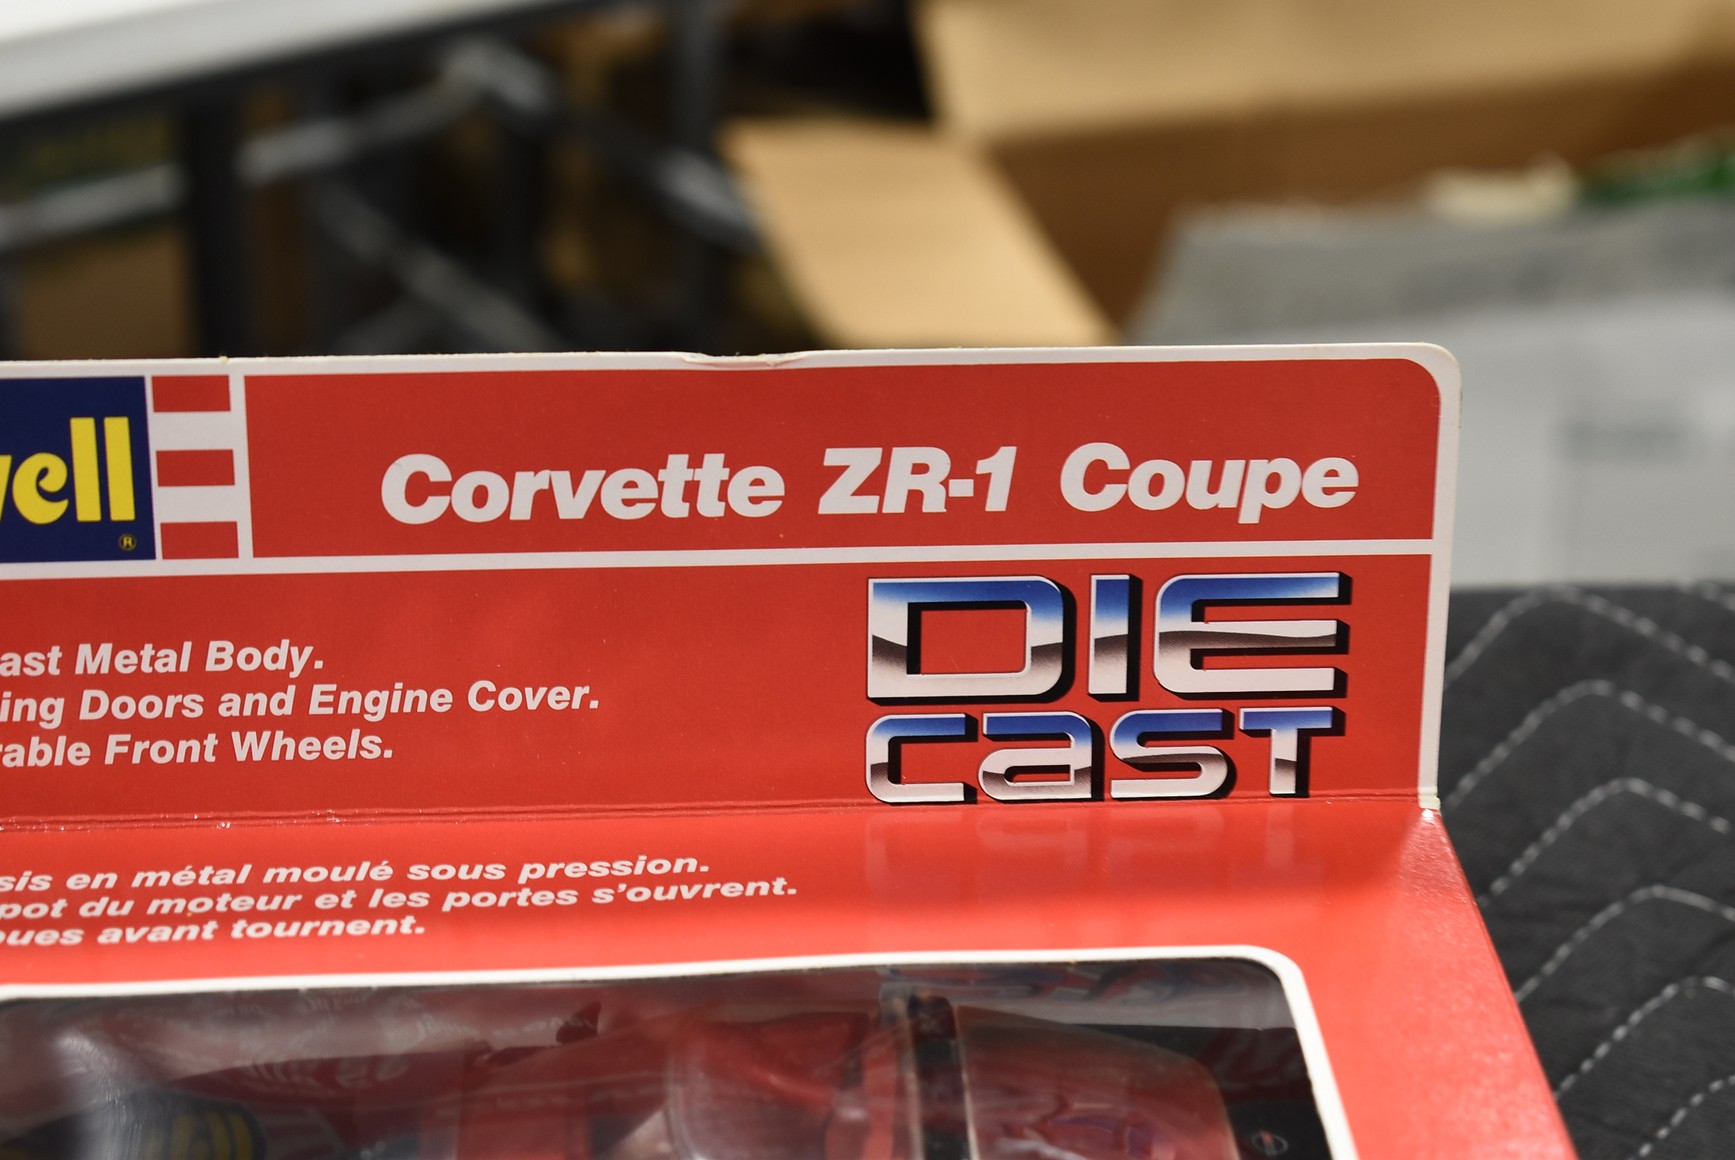 vell
®
Corvette ZR-1 Coupe
ast Metal Body.
ing Doors and Engine Cover.
rable Front Wheels.
DIE
cast
sis en métal moulé sous pression.
pot du moteur et les portes s'ouvrent.
oues avant tournent.